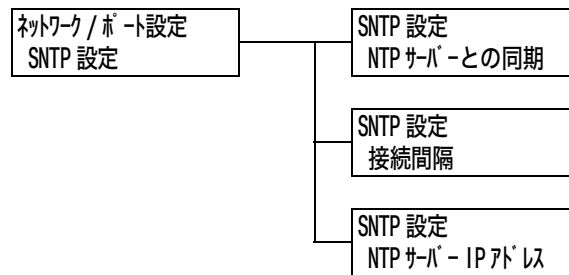 ﾈｯﾄﾜｰｸ / ﾎﾟｰﾄ設定
SNTP 設定
SNTP 設定
NTP ｻｰﾊﾞｰとの同期
SNTP 設定
接続間隔
SNTP 設定
NTP ｻｰﾊﾞｰ IP ｱﾄﾞﾚｽ